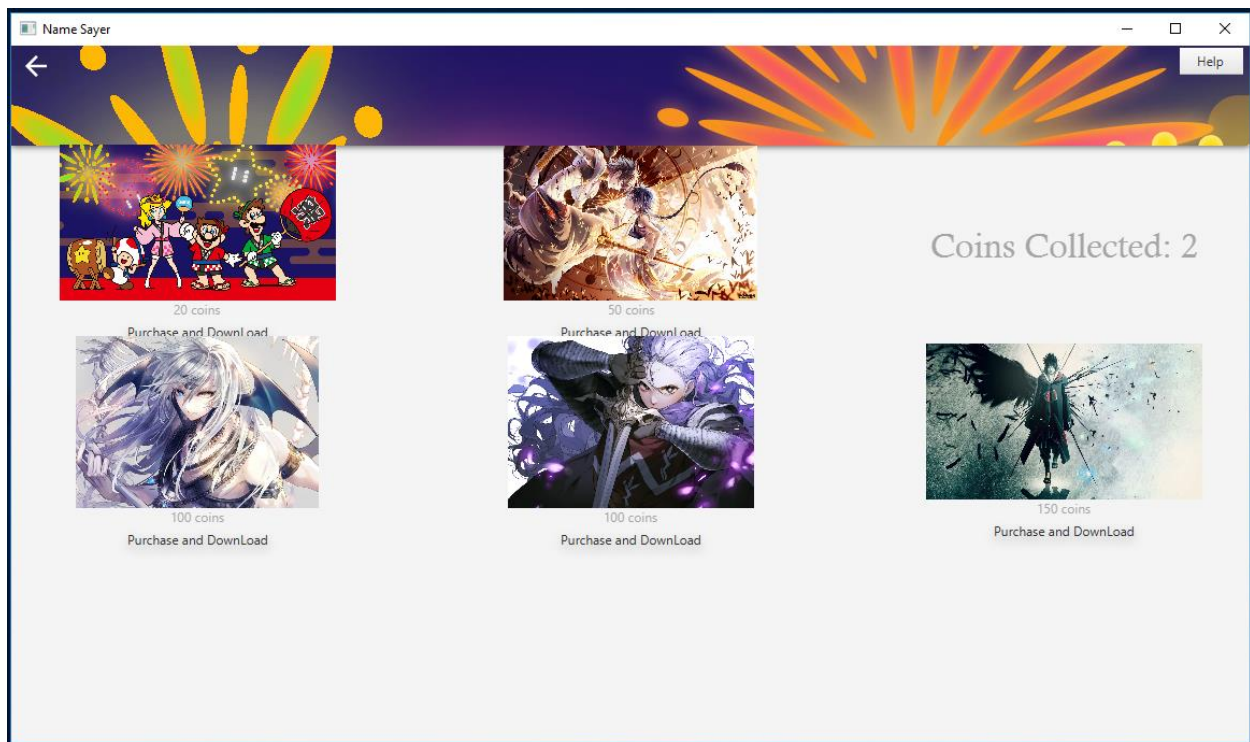 Name Sayer
Help
Coins Collected: 2
20 coins
50 coins
Purchase and DownLoad
Purchase and DownLoad
100 coins
100 coins
150 coins
Purchase and DownLoad
Purchase and DownLoad
Purchase and DownLoad